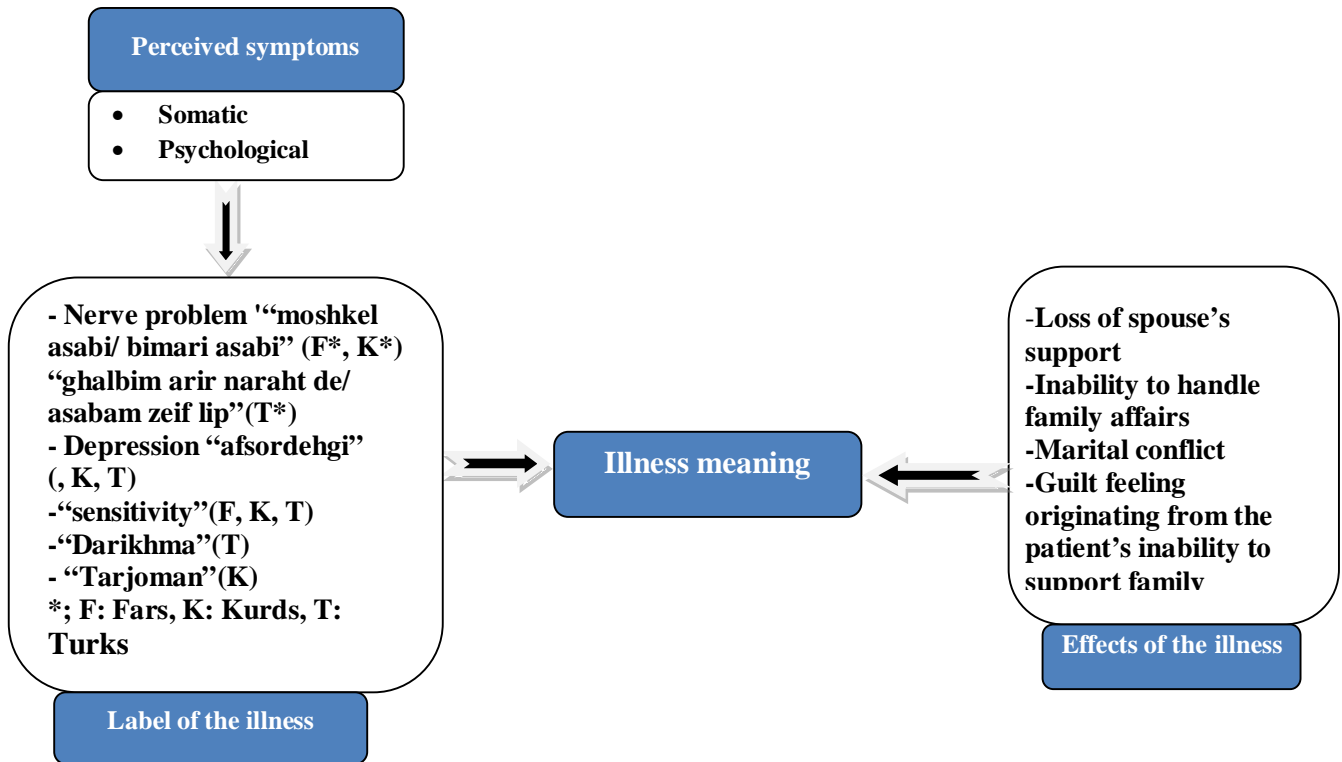 Perceived symptoms
• Somatic
• Psychological
- Nerve problem '“moshkel
asabi/ bimari asabi” (F*, K*)
“ghalbim arir naraht de/
asabam zeif lip”(T*)
- Depression “afsordehgi”
(, K, T)
-“sensitivity”(F, K, T)
-“Darikhma”(T)
- “Tarjoman”(K)
*; F: Fars, K: Kurds, T:
Turks
Label of the illness
Illness meaning
-Loss of spouse’s
support
-Inability to handle
family affairs
-Marital conflict
-Guilt feeling
originating from the
patient’s inability to
support family
Effects of the illness